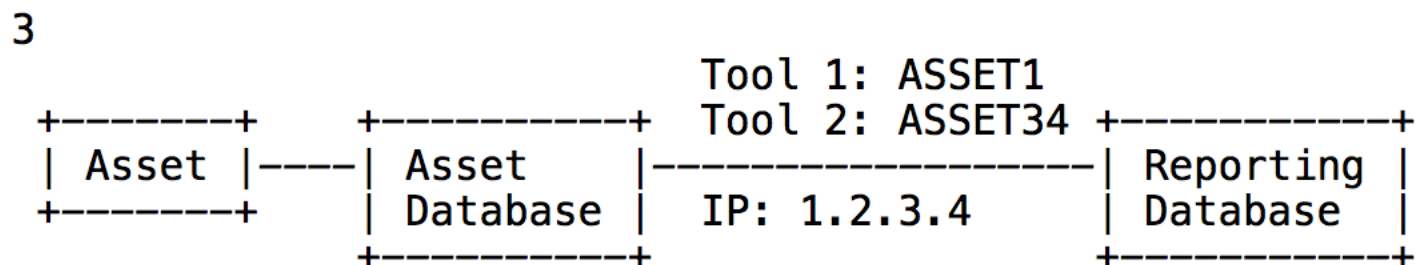 3
Tool 1: ASSET1
+-------+    +----------+  Tool 2: ASSET34 +-----------+
| Asset |----| Asset    |------------------| Reporting |
+-------+    | Database |  IP: 1.2.3.4     | Database  |
+----------+                   +-----------+